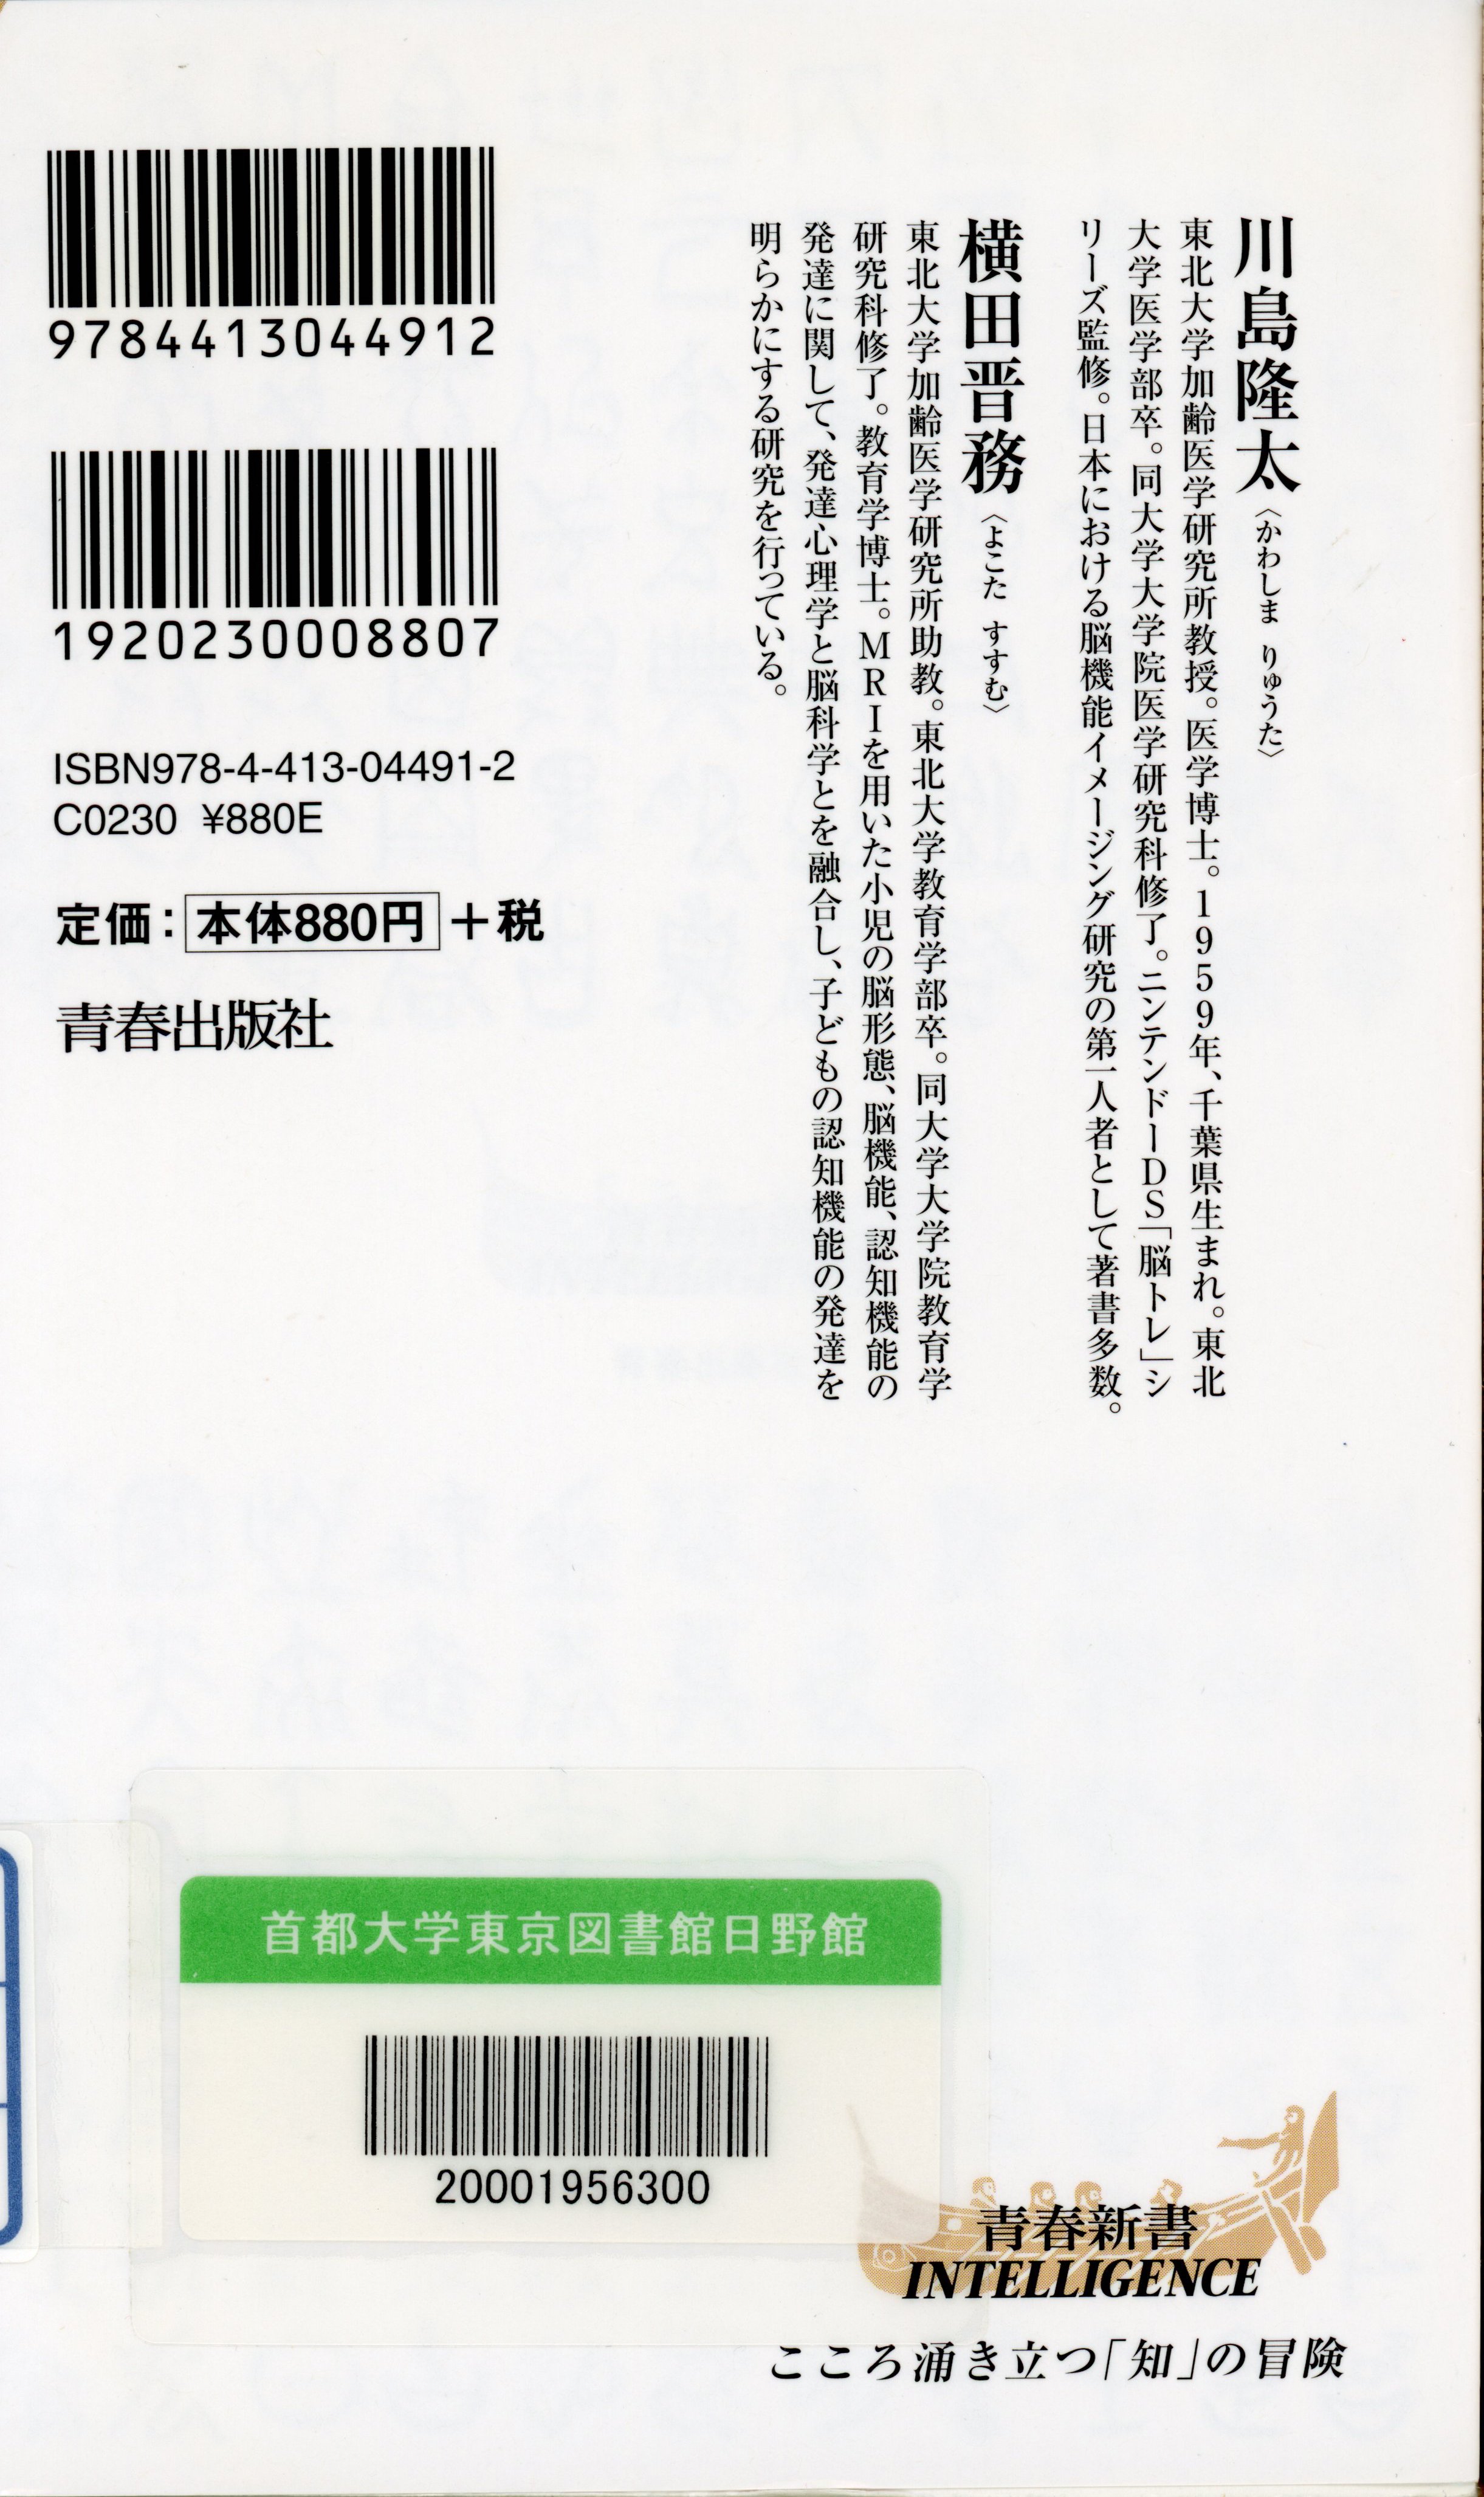 川島隆太〈かわしま りゅうた〉
東北大学加齢医学研究所教授。医学博士。1959年、千葉県生まれ。東北
大学医学部卒。同大学大学院医学研究科修了。ニンテンドーDS「脳トレ」シ
リーズ監修。日本における脳機能イメージング研究の第一人者として著書多数。
横田晋務〈よこた すすむ〉
東北大学加齢医学研究所助教。東北大学教育学部卒。同大学大学院教育学
研究科修了。教育学博士。MRIを用いた小児の脳形態、脳機能、認知機能の
発達に関して、発達心理学と脳科学とを融合し、子どもの認知機能の発達を
明らかにする研究を行っている。
9784413044912
1920230008807
ISBN978-4-413-04491-2
C0230 ¥880E
定価：本体880円＋税
青春出版社
首都大学東京図書館日野館
20001956300
青春新書
INTELLIGENCE
こころ涌き立つ「知」の冒険